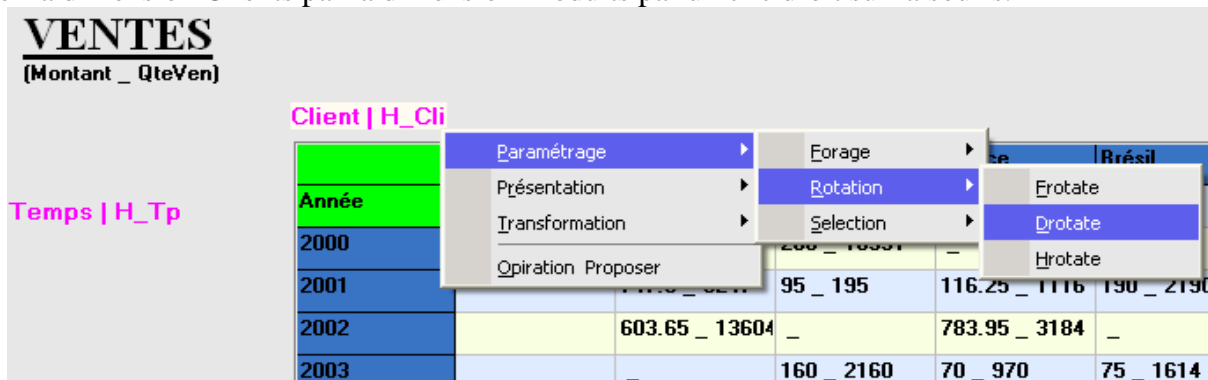 VENTES
(Montant _ QteVen)
Client | H_Cli
Paramétrage
Forage
Brésil
Présentation
Rotation
Frotate
Temps | H_Tp
Année
Transformation
Selection
Drotate
2000
_
Opiration Proposer
Hrotate
2001 95 _ 195 116.25 _ 1116 190 _ 2190
2002 603.65 _ 13604 _ 783.95 _ 3184 _
2003 _ 160 _ 2160 70 _ 970 75 _ 1614